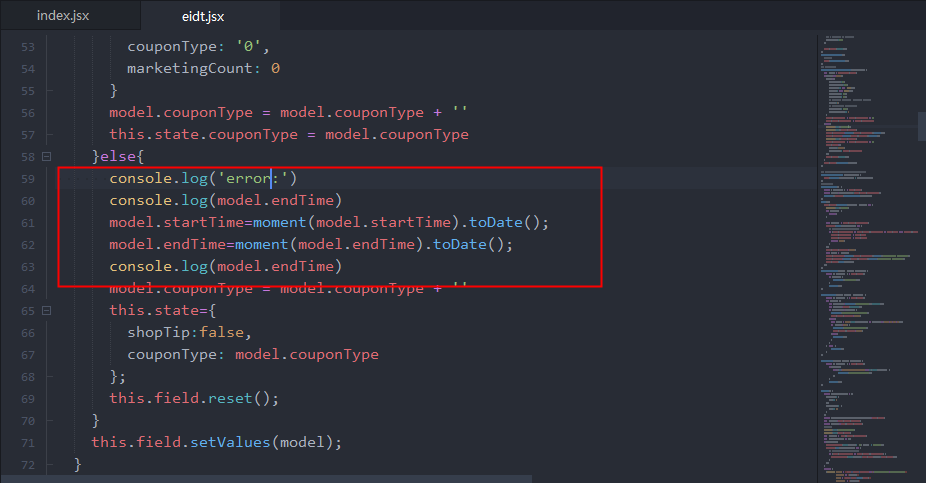 index.jsx
eidt.jsx
53 couponType: '0',
54 marketingCount: 0
55 }
56 model.couponType = model.couponType + ''
57 this.state.couponType = model.couponType
58 }else{
59 console.log('error:')
60 console.log(model.endTime)
61 model.startTime=moment(model.startTime).toDate();
62 model.endTime=moment(model.endTime).toDate();
63 console.log(model.endTime)
64 model.couponType = model.couponType + ''
65 this.state={
66 shopTip:false,
67 couponType: model.couponType
68 };
69 this.field.reset();
70 }
71 this.field.setValues(model);
72 }